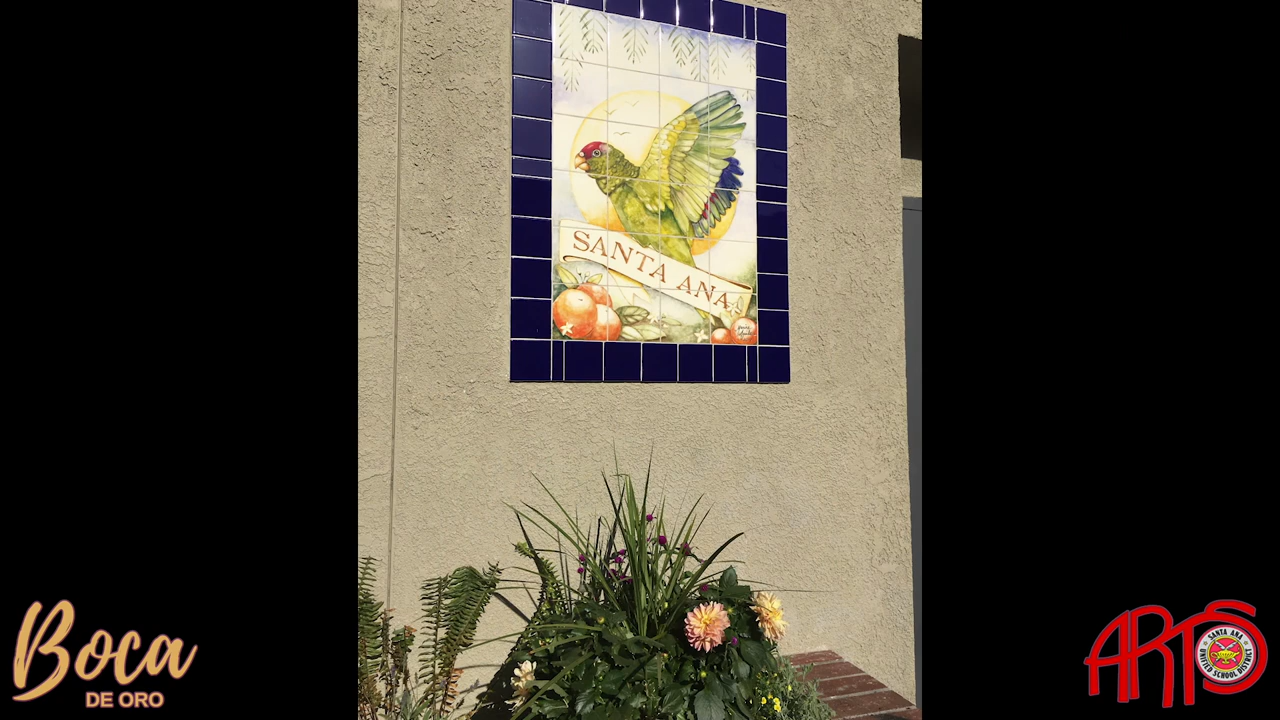 SANTA ANA
Boca
DE ORO
ARTS
SANTA ANA
UNIFIED SCHOOL DISTRICT